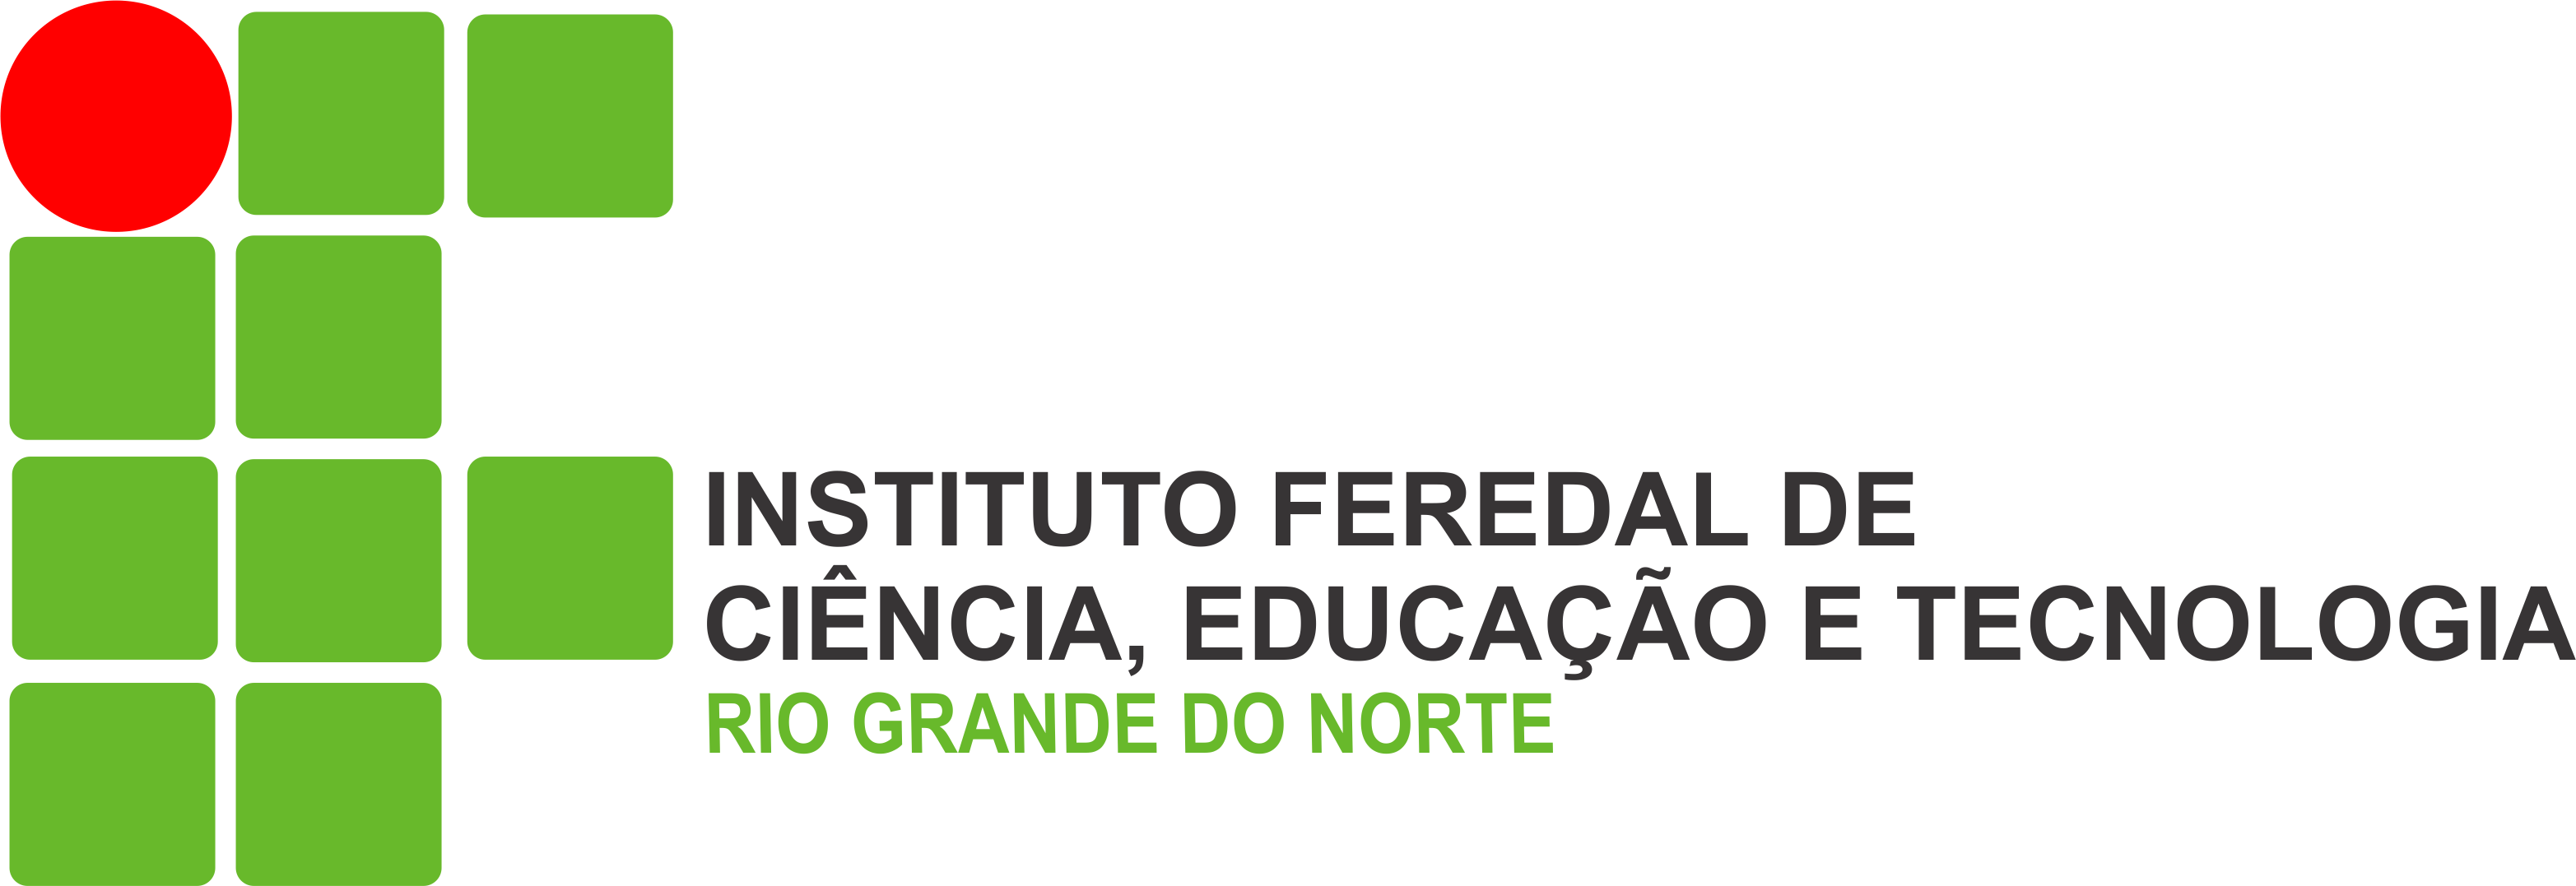 INSTITUTO FEREDAL DE
CIÊNCIA, EDUCAÇÃO E TECNOLOGIA
RIO GRANDE DO NORTE